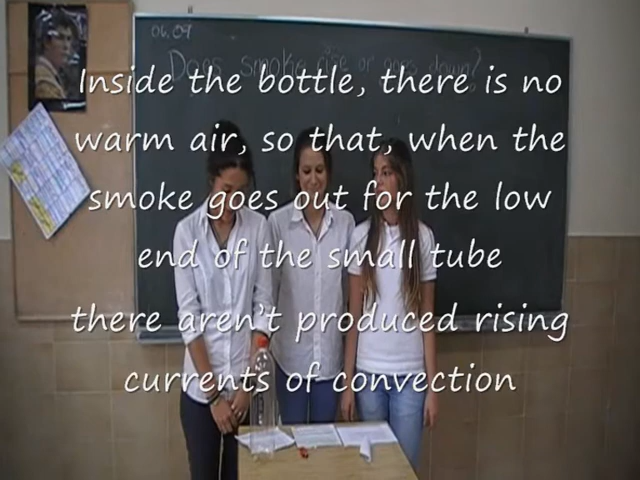 06.09
Does smoke rise or goes down?
Inside the bottle, there is no
warm air, so that, when the
smoke goes out for the low
end of the small tube
there aren't produced rising
currents of convection